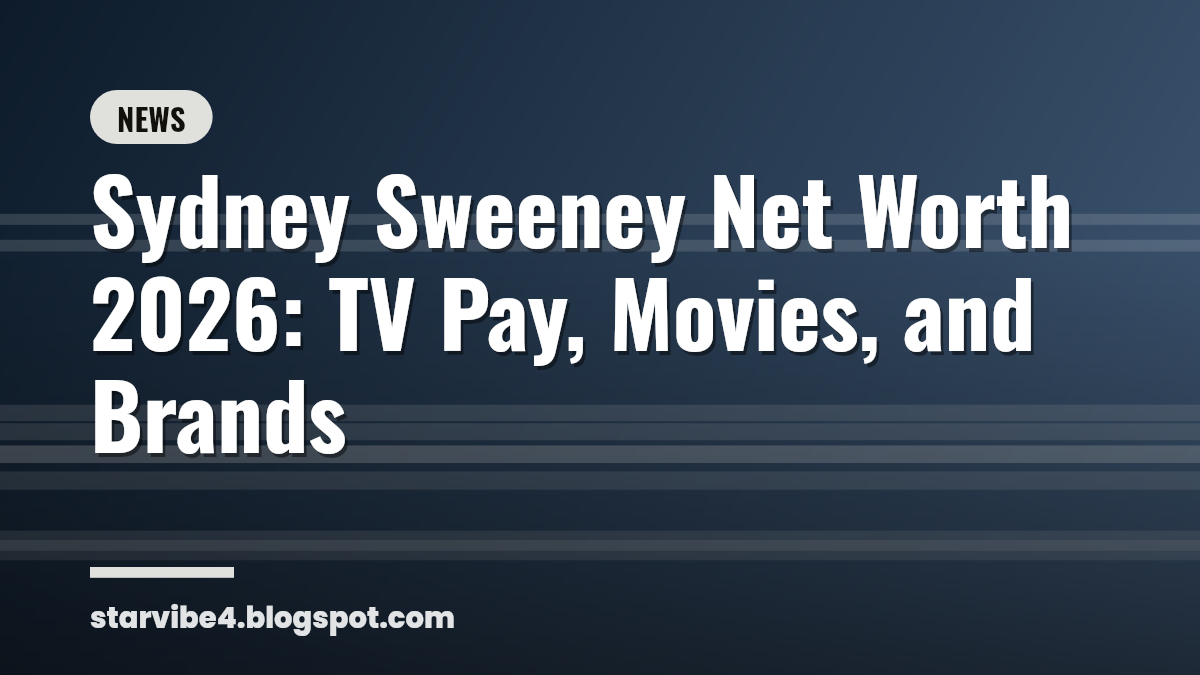 NEWS
Sydney Sweeney Net Worth
2026: TV Pay, Movies, and
Brands
starvibe4.blogspot.com